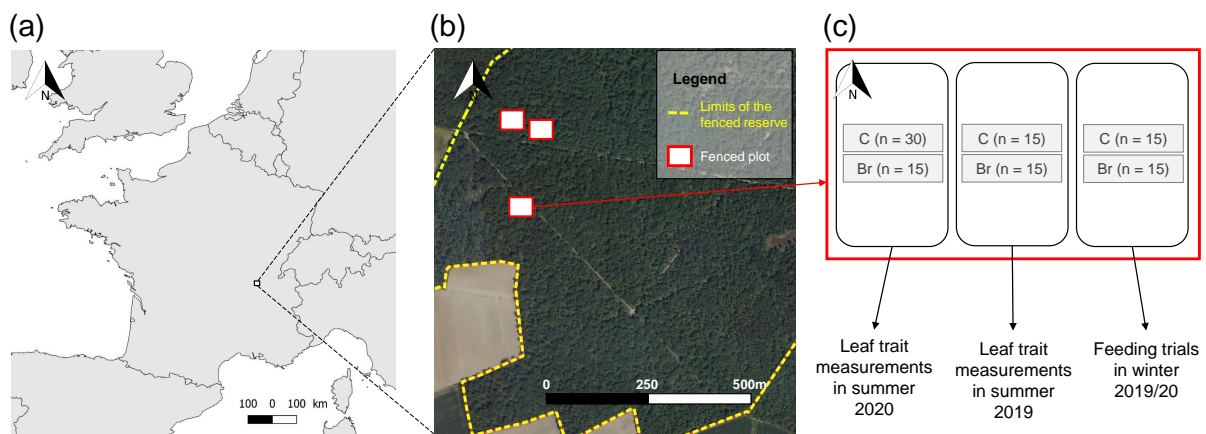 (a)
N
100 0 100 km
(b)
N
Legend
Limits of the
fenced reserve
Fenced plot
0 250 500m
(c)
N
C (n = 30)
Br (n = 15)
C (n = 15)
Br (n = 15)
C (n = 15)
Br (n = 15)
Leaf trait
measurements
in summer
2020
Leaf trait
measurements
in summer
2019
Feeding trials
in winter
2019/20